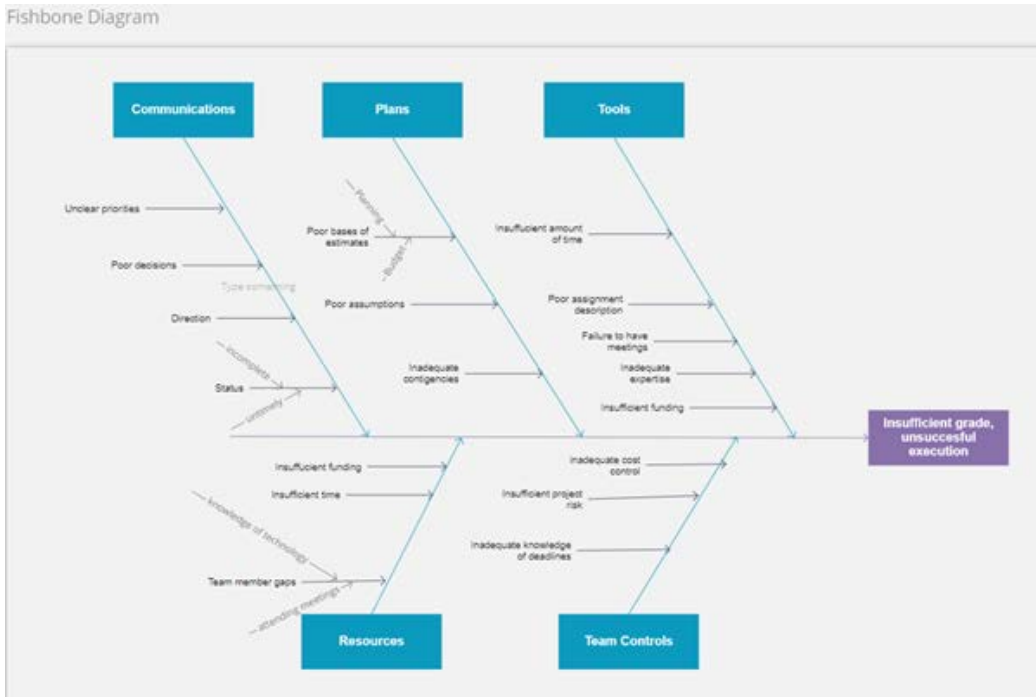 Fishbone Diagram
Communications
Plans
Tools
Unclear priorities
Poor decisions
Type something
Direction
incomplete
Status
untimely
Planning
Poor bases of
estimates
Budget
Poor assumptions
Inadequate
contigencies
Insuffucient amount
of time
Poor assignment
description
Failure to have
meetings
Inadequate
expertise
Insufficient funding
Insufficient grade,
unsuccesful
execution
Insuffucient funding
Insufficient time
knowledge of technology
Team member gaps
attending meetings
Resources
Inadequate cost
control
Insufficient project
risk
Inadequate knowledge
of deadlines
Team Controls